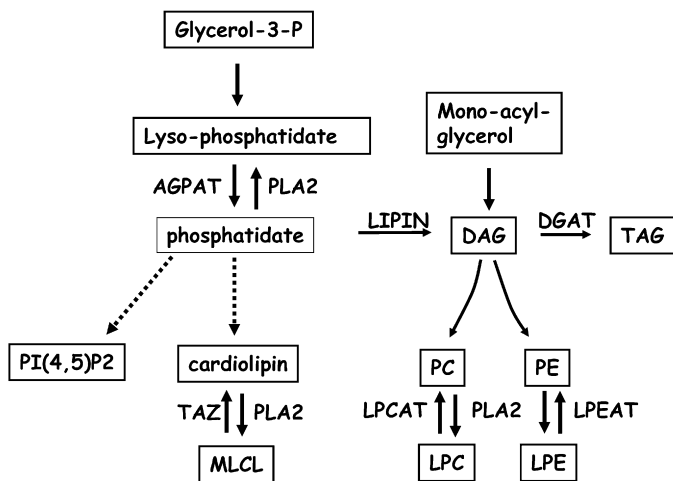 Glycerol-3-P
Lyso-phosphatidate
Mono-acyl-
glycerol
AGPAT
PLA2
phosphatidate
LIPIN
DAG
DGAT
TAG
PI(4,5)P2
cardiolipin
PC
PE
TAZ
PLA2
LPCAT
PLA2
LPEAT
MLCL
LPC
LPE